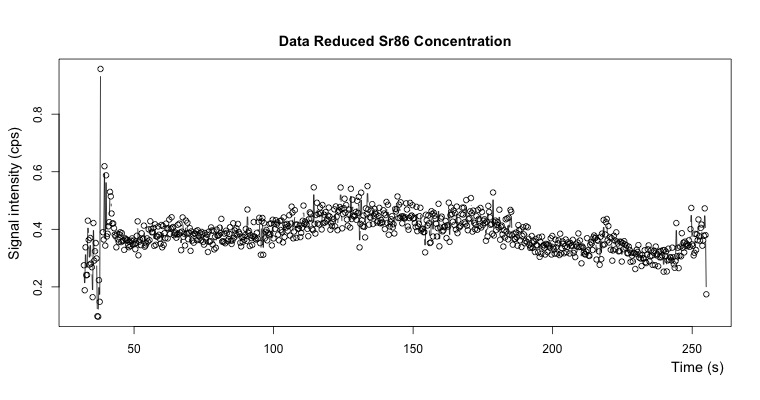 Data Reduced Sr86 Concentration
Signal intensity (cps)
0.8
0.6
0.4
0.2
50 100 150 200 250
Time (s)